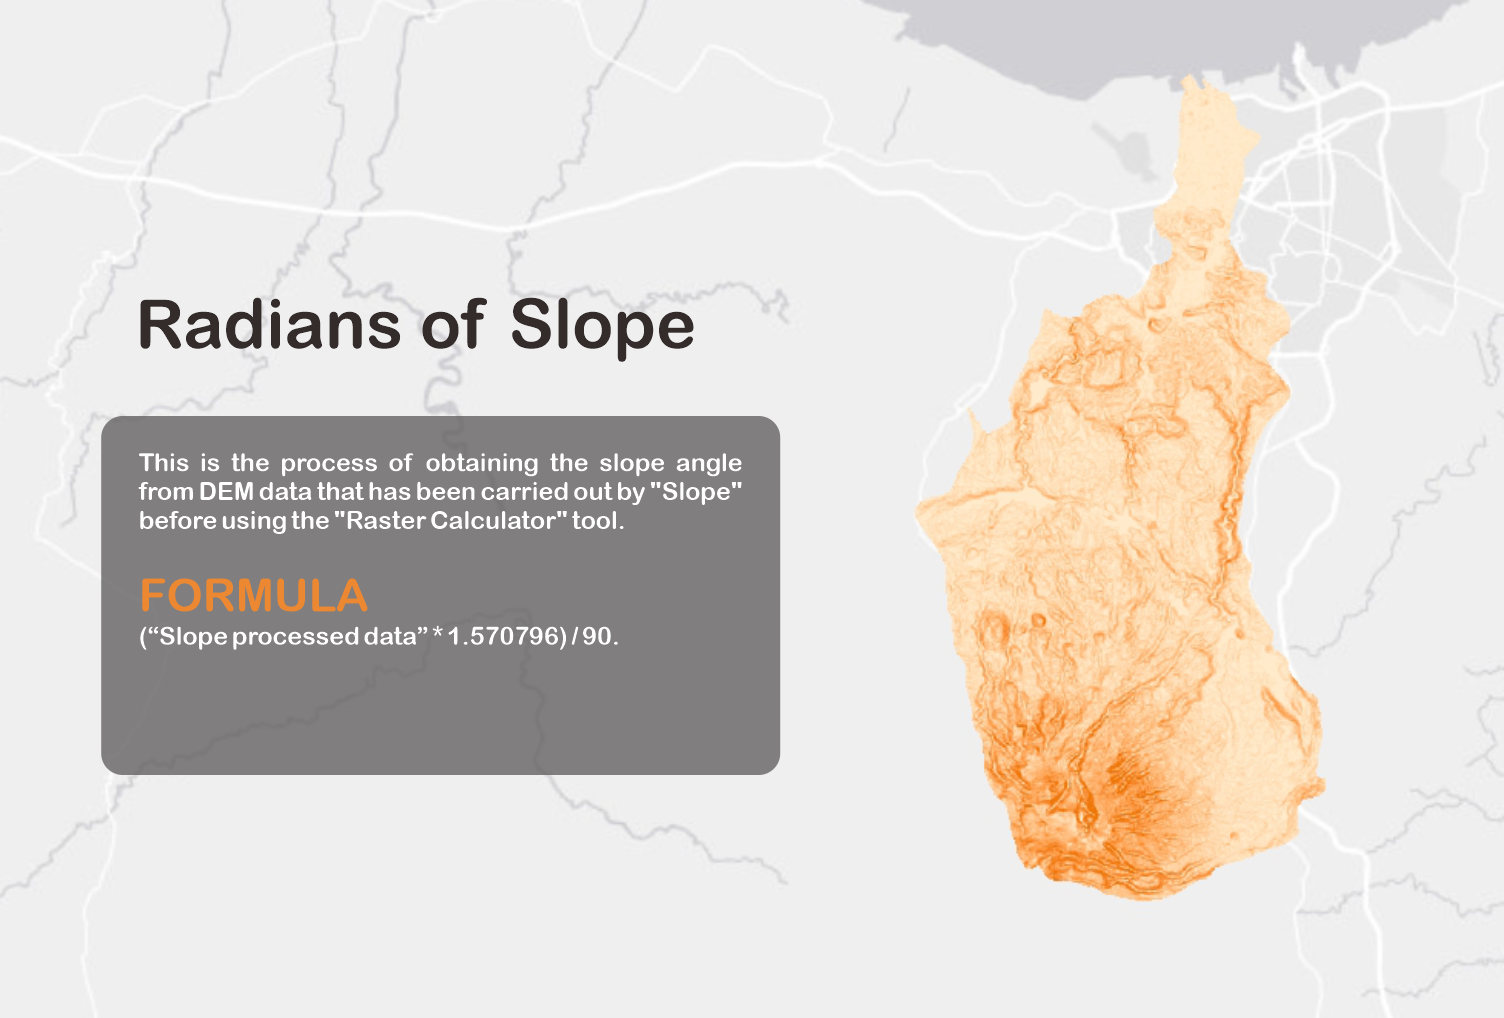 Radians of Slope
This is the process of obtaining the slope angle
from DEM data that has been carried out by "Slope"
before using the "Raster Calculator" tool.
FORMULA
(“Slope processed data” * 1.570796) / 90.